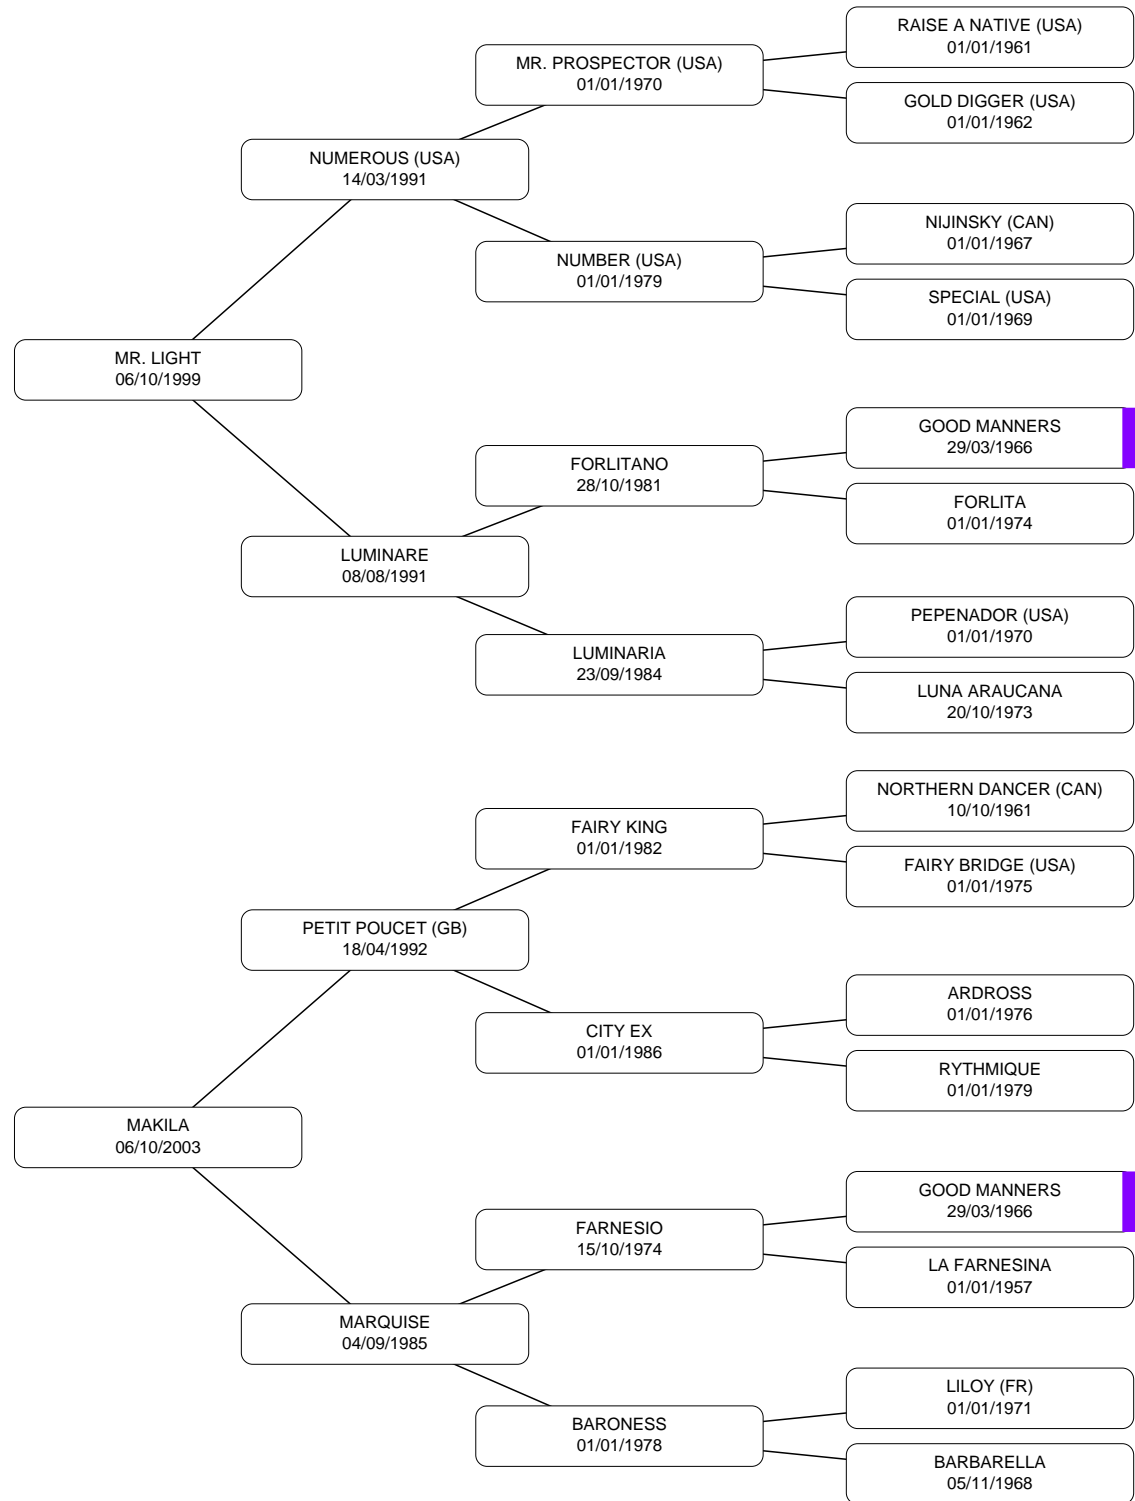 RAISE A NATIVE (USA)
01/01/1961
MR. PROSPECTOR (USA)
01/01/1970
GOLD DIGGER (USA)
01/01/1962
NUMEROUS (USA)
14/03/1991
NIJINSKY (CAN)
01/01/1967
NUMBER (USA)
01/01/1979
SPECIAL (USA)
01/01/1969
MR. LIGHT
06/10/1999
GOOD MANNERS
29/03/1966
FORLITANO
28/10/1981
FORLITA
01/01/1974
LUMINARE
08/08/1991
PEPENADOR (USA)
01/01/1970
LUMINARIA
23/09/1984
LUNA ARAUCANA
20/10/1973
NORTHERN DANCER (CAN)
10/10/1961
FAIRY KING
01/01/1982
FAIRY BRIDGE (USA)
01/01/1975
PETIT POUCET (GB)
18/04/1992
ARDROSS
01/01/1976
CITY EX
01/01/1986
RYTHMIQUE
01/01/1979
MAKILA
06/10/2003
GOOD MANNERS
29/03/1966
FARNESIO
15/10/1974
LA FARNESINA
01/01/1957
MARQUISE
04/09/1985
LILOY (FR)
01/01/1971
BARONESS
01/01/1978
BARBARELLA
05/11/1968